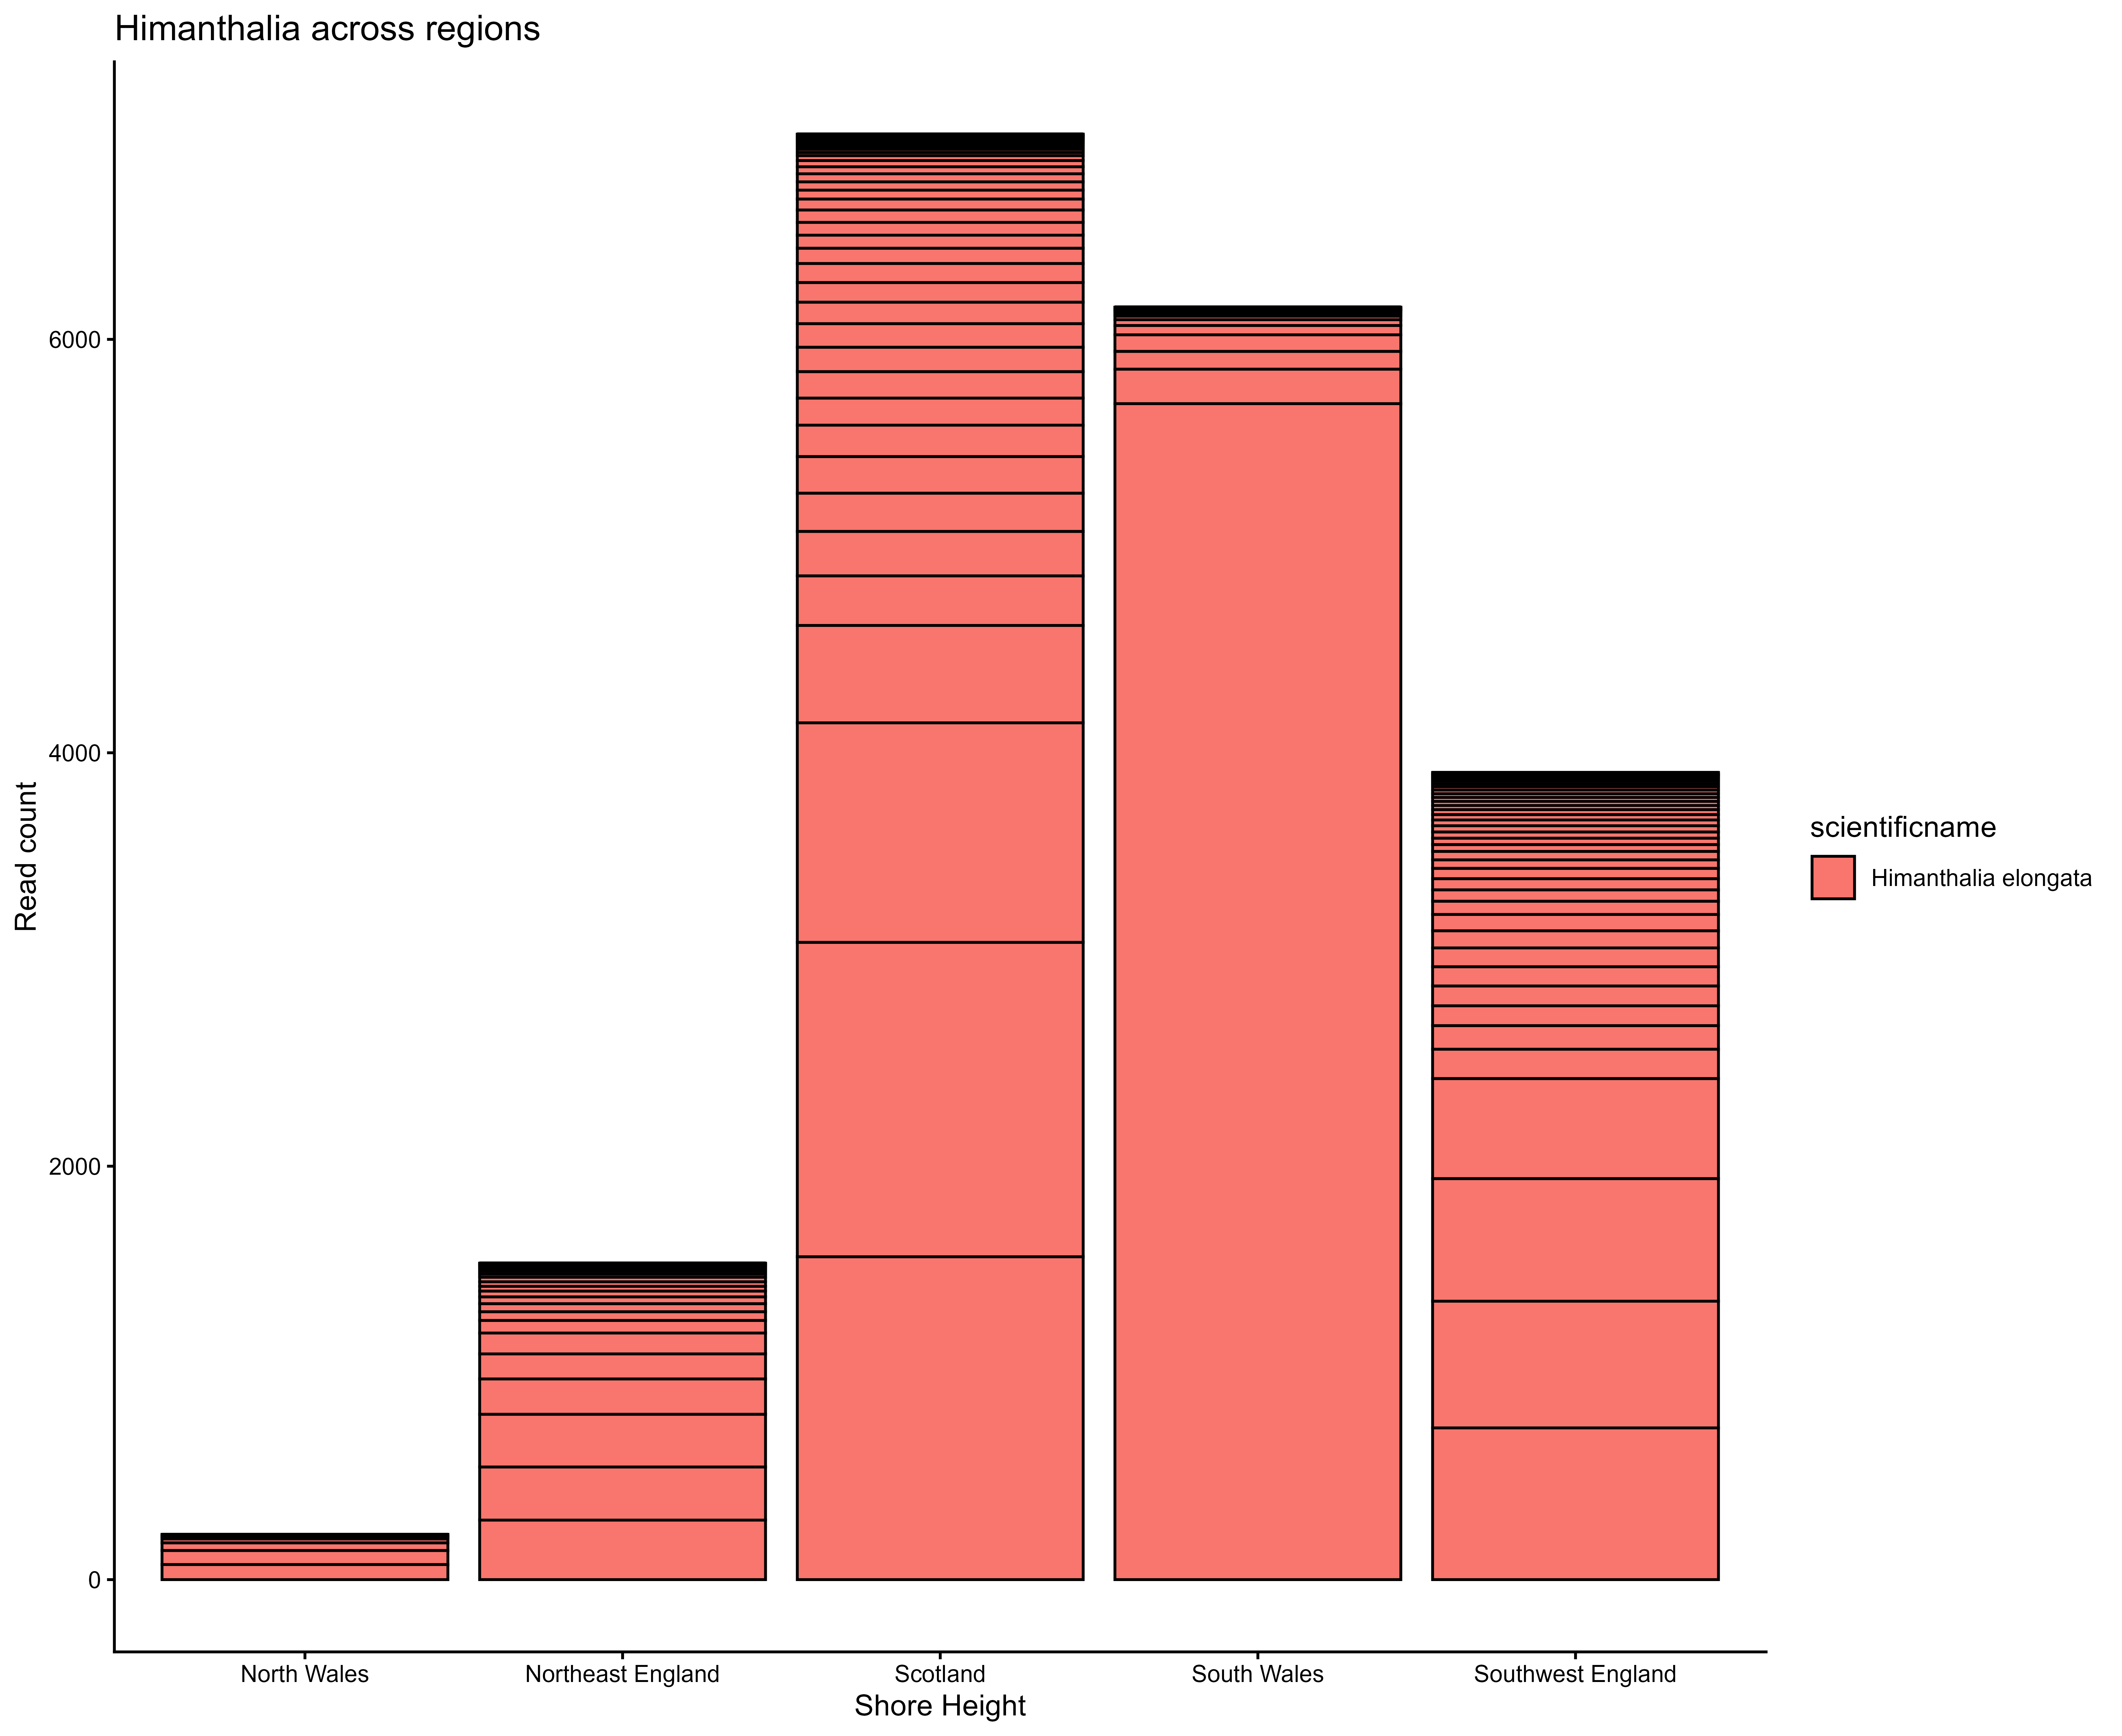 Himanthalia across regions
Read count
6000
4000
2000
0
North Wales
Northeast England
Scotland
South Wales
Southwest England
Shore Height
scientificname
Himanthalia elongata